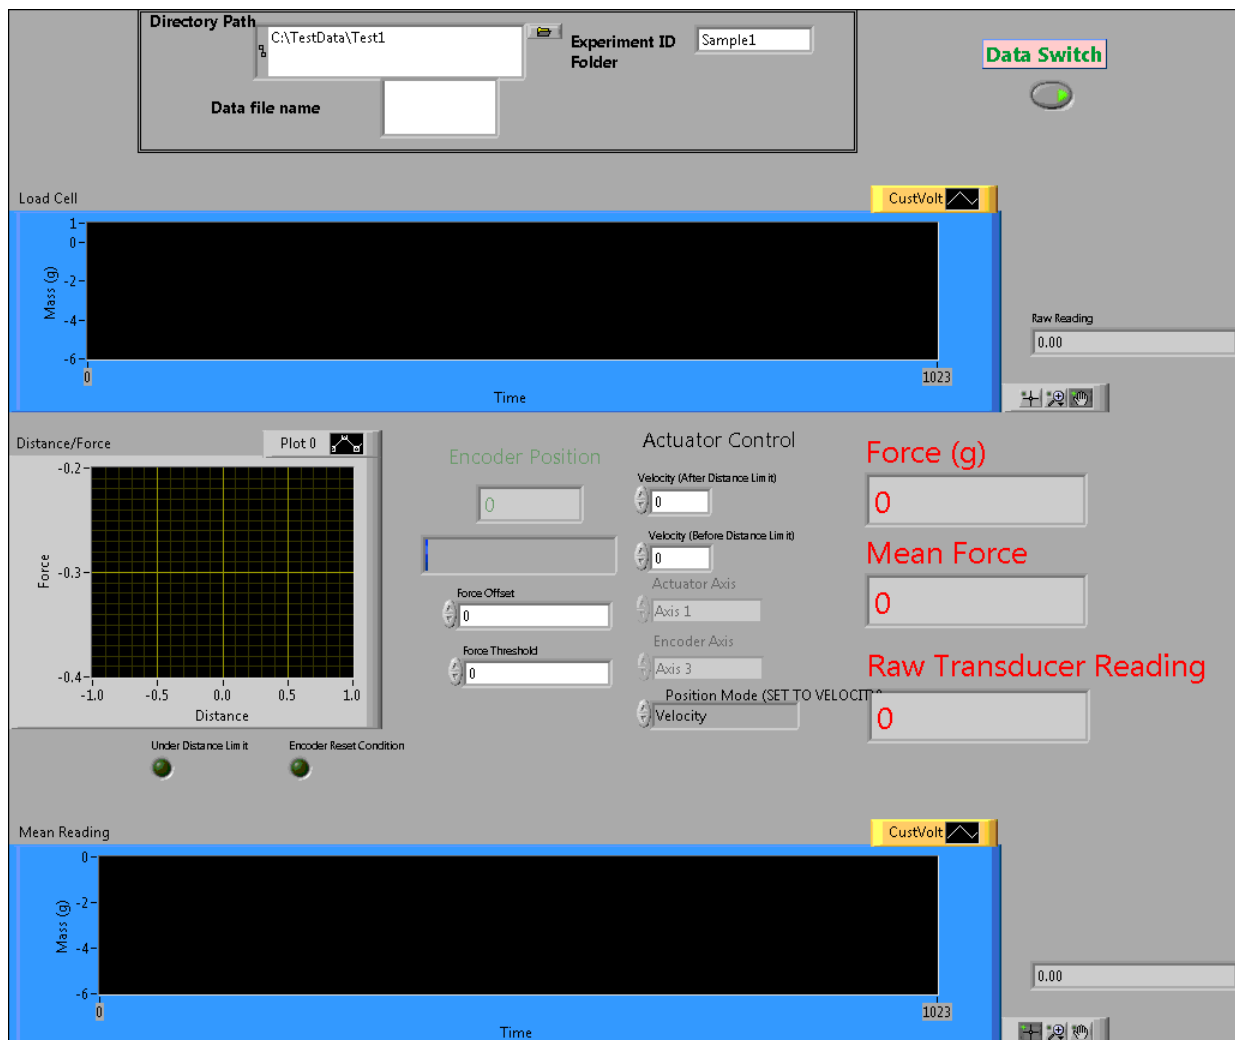 Directory Path
C:\TestData\Test1
Experiment ID
Folder
Sample1
Data file name
Data Switch
Load Cell
CustVolt
1
0
-2
-4
-6
Mass (g)
0
1023
Time
Raw Reading
0.00
Distance/Force
Plot 0
-0.2
-0.3
-0.4
Force
-1.0 -0.5 0.0 0.5 1.0
Distance
Under Distance Limit
Encoder Reset Condition
Encoder Position
0
Force Offset
0
Force Threshold
0
Actuator Control
Velocity (After Distance Limit)
0
Velocity (Before Distance Limit)
0
Actuator Axis
Axis 1
Encoder Axis
Axis 3
Position Mode (SET TO VELOCITY)
Velocity
Force (g)
0
Mean Force
0
Raw Transducer Reading
0
Mean Reading
CustVolt
0
-2
-4
-6
Mass (g)
0
1023
Time
0.00